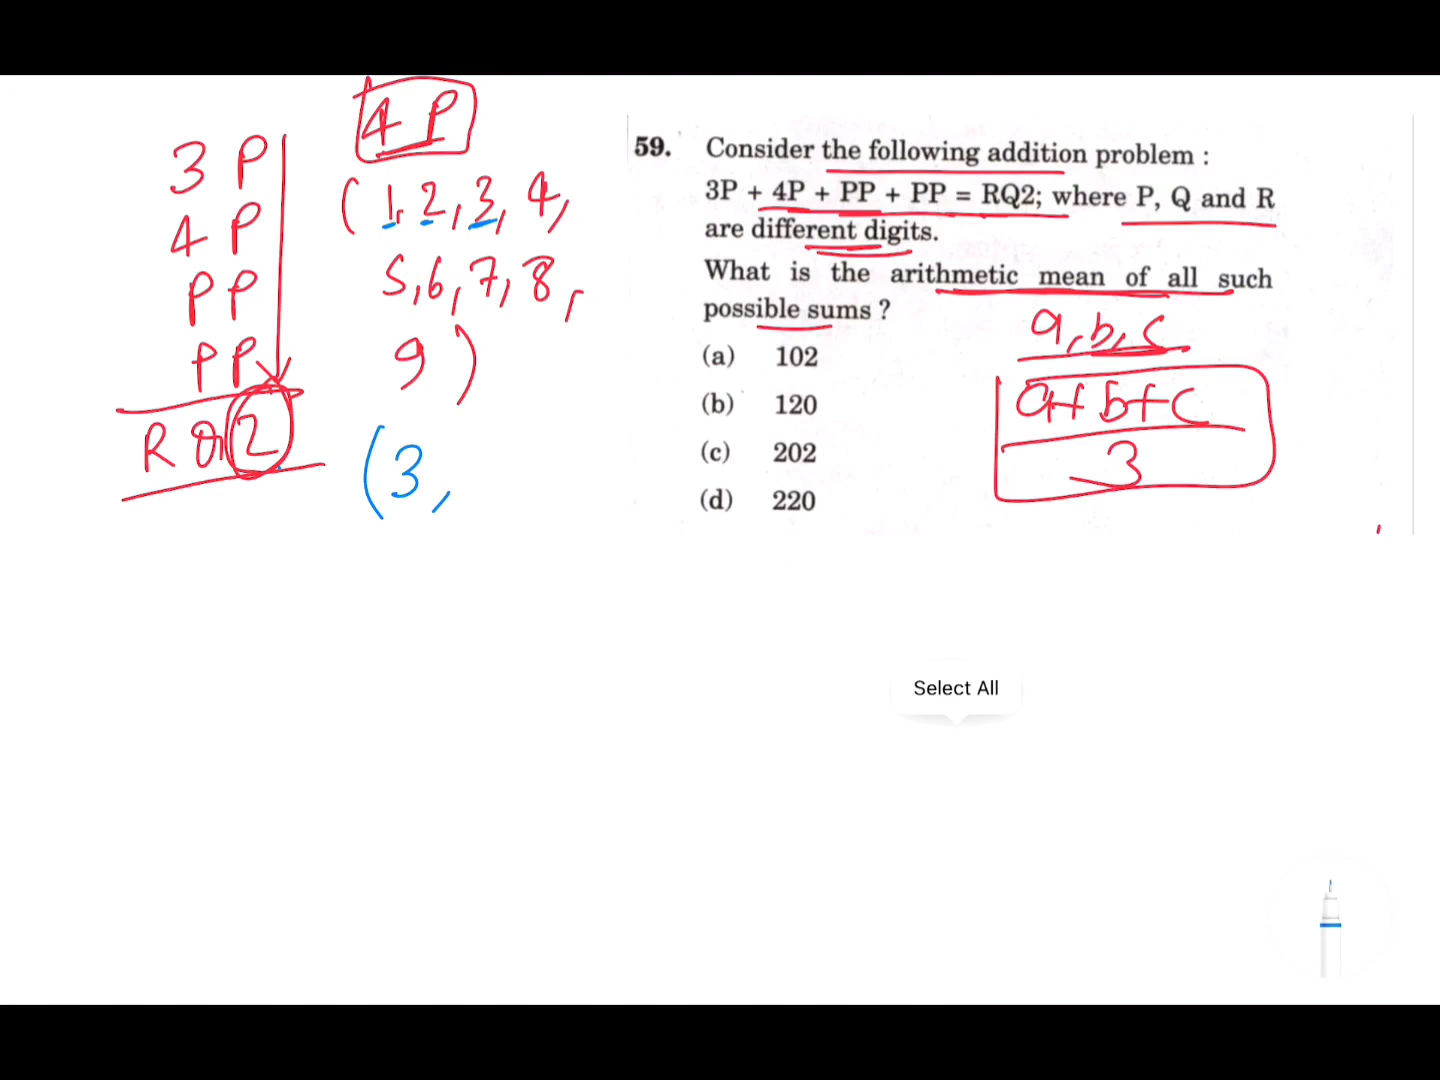 3P
4P
PP
PP
RQ2
4P
(1, 2, 3, 4,
5, 6, 7, 8,
9)
(3,
59. Consider the following addition problem :
3P + 4P + PP + PP = RQ2; where P, Q and R
are different digits.
What is the arithmetic mean of all such
possible sums ?
(a) 102
(b) 120
(c) 202
(d) 220
a, b, c
a+b+c
3
Select All